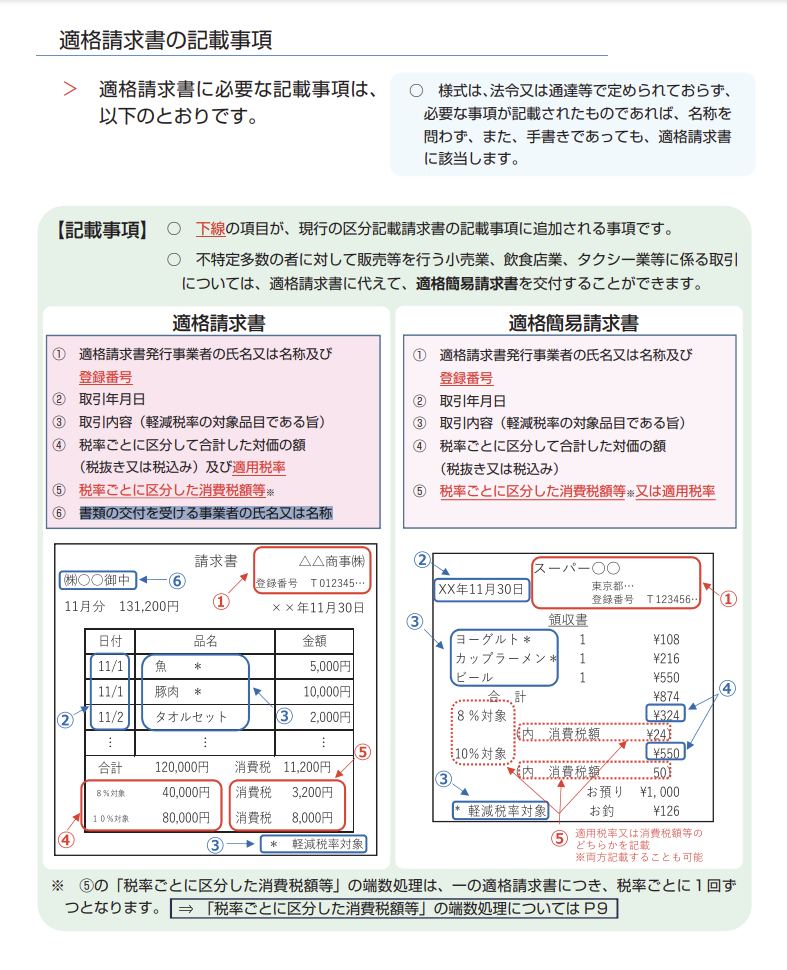 適格請求書の記載事項
＞ 適格請求書に必要な記載事項は、
以下のとおりです。
○ 様式は、法令又は通達等で定められておらず、
必要な事項が記載されたものであれば、名称を
問わず、また、手書きであっても、適格請求書
に該当します。
【記載事項】 ○ 下線の項目が、現行の区分記載請求書の記載事項に追加される事項です。
○ 不特定多数の者に対して販売等を行う小売業、飲食店業、タクシー業等に係る取引
については、適格請求書に代えて、適格簡易請求書を交付することができます。
適格請求書
① 適格請求書発行事業者の氏名又は名称及び
登録番号
② 取引年月日
③ 取引内容（軽減税率の対象品目である旨）
④ 税率ごとに区分して合計した対価の額
（税抜き又は税込み）及び適用税率
⑤ 税率ごとに区分した消費税額等※
⑥ 書類の交付を受ける事業者の氏名又は名称
請求書 △△商事㈱
㈱○○御中 ⑥
① 登録番号 T012345…
11月分 131,200円 ××年11月30日
日付 品名 金額
11/1 魚 * 5,000円
11/1 豚肉 * 10,000円
11/2 タオルセット 2,000円
② ③
⋮ ⋮ ⋮
⑤
合計 120,000円 消費税 11,200円
8%対象 40,000円 消費税 3,200円
10%対象 80,000円 消費税 8,000円
④
③ * 軽減税率対象
適格簡易請求書
① 適格請求書発行事業者の氏名又は名称及び
登録番号
② 取引年月日
③ 取引内容（軽減税率の対象品目である旨）
④ 税率ごとに区分して合計した対価の額
（税抜き又は税込み）
⑤ 税率ごとに区分した消費税額等※又は適用税率
② スーパー○○
XX年11月30日 東京都…
登録番号 T123456… ①
③ 領収書
ヨーグルト* 1 ¥108
カップラーメン* 1 ¥216
ビール 1 ¥550
合 計 ¥874
④
8%対象 ¥324
(内 消費税額 ¥24)
10%対象 ¥550
(内 消費税額 50)
③ お預り ¥1,000
* 軽減税率対象 お釣 ¥126
⑤ 適用税率又は消費税額等の
どちらかを記載
※両方記載することも可能
※ ⑤の「税率ごとに区分した消費税額等」の端数処理は、一の適格請求書につき、税率ごとに１回ず
つとなります。 ⇒ 「税率ごとに区分した消費税額等」の端数処理についてはP9